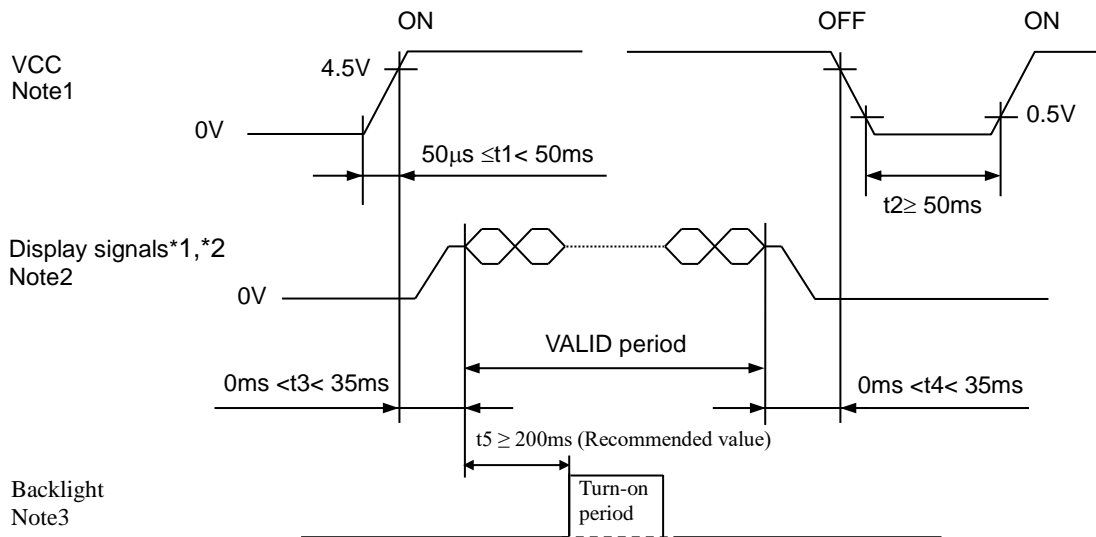 ON OFF ON
VCC
Note1
4.5V
0V
0.5V
50μs ≤t1< 50ms
t2≥ 50ms
Display signals*1,*2
Note2
0V
VALID period
0ms <t3< 35ms
0ms <t4< 35ms
t5 ≥ 200ms (Recommended value)
Backlight
Note3
Turn-on
period